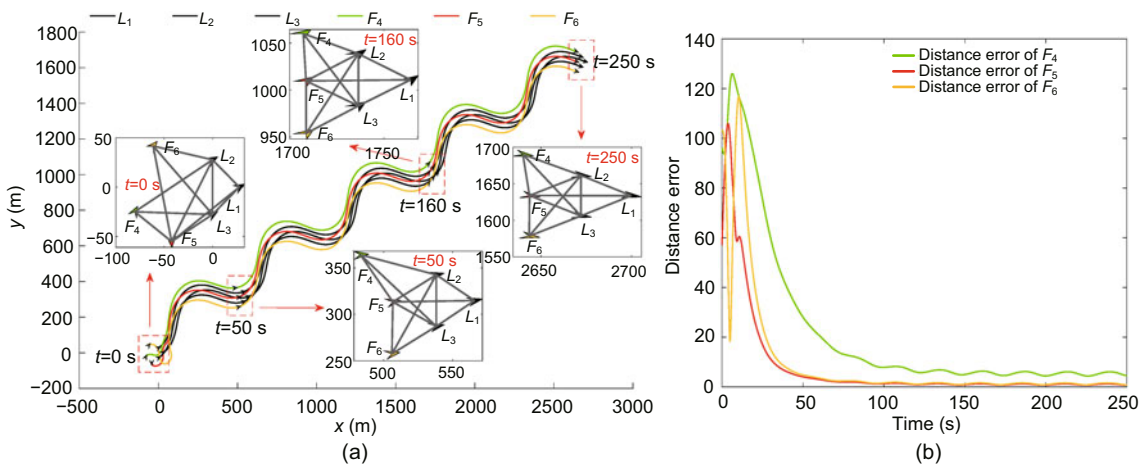 L1 L2 L3 F4 F5 F6
1800
1600
1400
1200
1000
800
600
400
200
0
−200
−500 0 500 1000 1500 2000 2500 3000
y (m)
x (m)
(a)
t=0 s
t=50 s
t=160 s
t=250 s
50
0
−50
−100 −50 0
t=0 s
F6
L2
L1
F4
F5
L3
1050
1000
950
1700 1750
t=160 s
F4
L2
L1
F5
L3
F6
350
300
250
500 550
t=50 s
F4
L2
F5
L1
L3
F6
1700
1650
1600
1550
2650 2700
t=250 s
F4
L2
F5
L1
L3
F6
Distance error of F4
Distance error of F5
Distance error of F6
140
120
100
80
60
40
20
0
0 50 100 150 200 250
Distance error
Time (s)
(b)